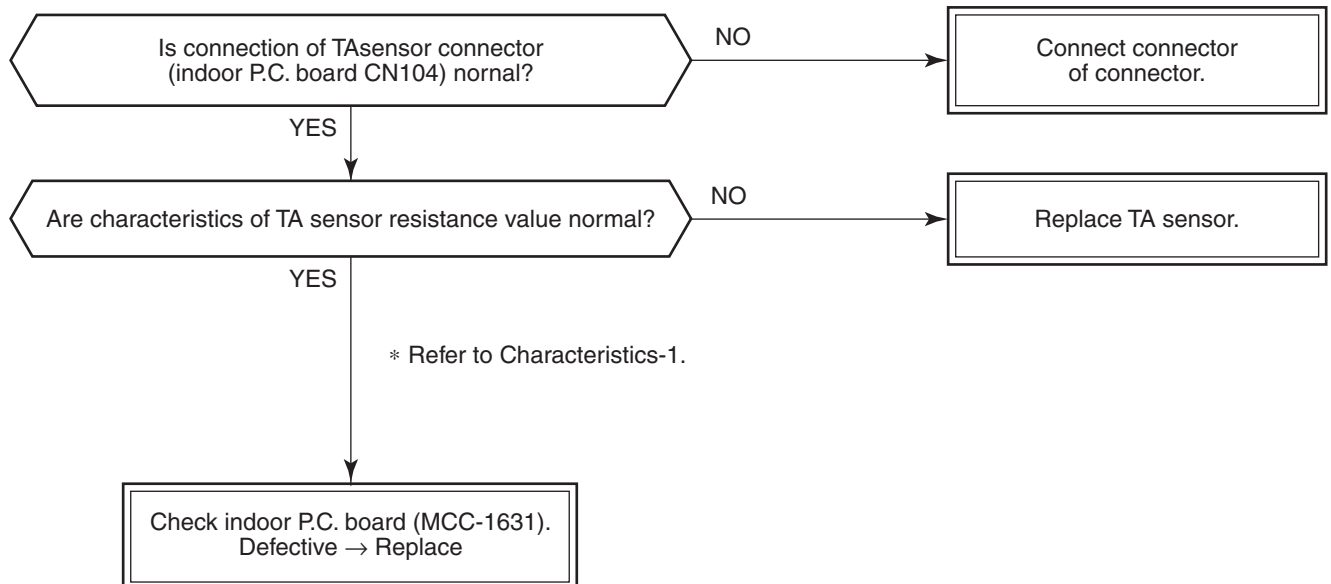 Is connection of TAsensor connector
(indoor P.C. board CN104) nornal?
NO
Connect connector
of connector.
YES
Are characteristics of TA sensor resistance value normal?
NO
Replace TA sensor.
YES
* Refer to Characteristics-1.
Check indoor P.C. board (MCC-1631).
Defective → Replace